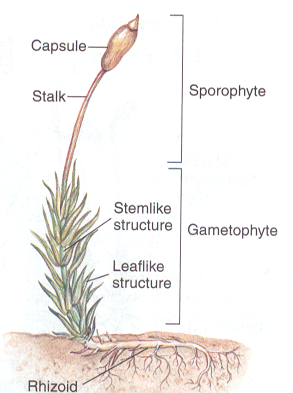 Capsule
Stalk
Sporophyte
Stemlike
structure
Gametophyte
Leaflike
structure
Rhizoid